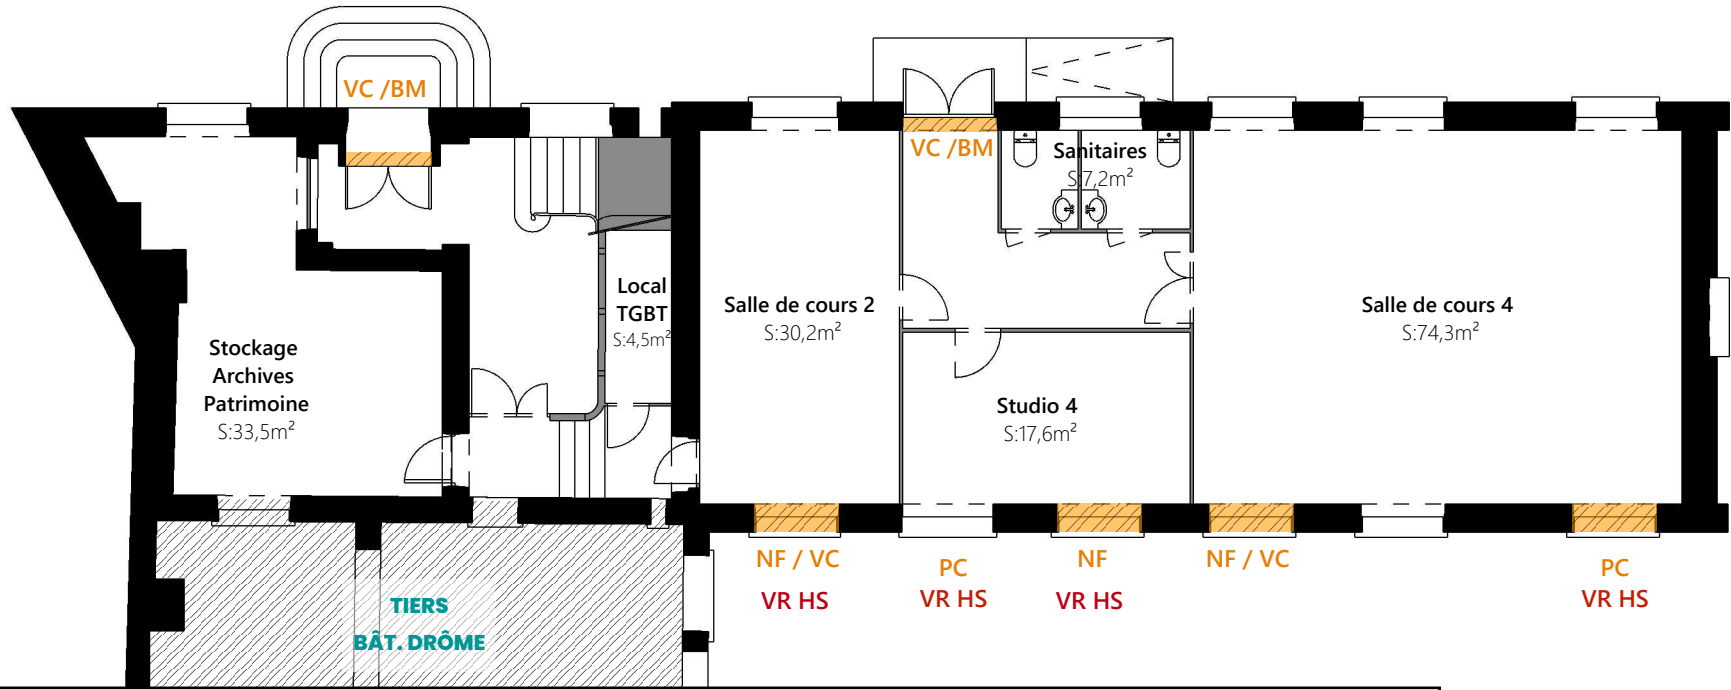 VC /BM
VC /BM
Sanitaires
S:7,2m²
Local
TGBT
S:4,5m²
Salle de cours 2
S:30,2m²
Salle de cours 4
S:74,3m²
Stockage
Archives
Patrimoine
S:33,5m²
Studio 4
S:17,6m²
NF / VC
VR HS
PC
VR HS
NF
VR HS
NF / VC
PC
VR HS
TIERS
BÂT. DRÔME